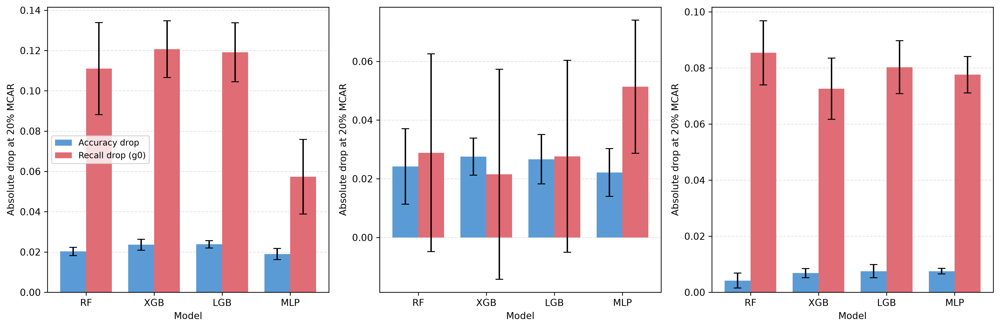 Absolute drop at 20% MCAR
0.14
0.12
0.10
0.08
0.06
0.04
0.02
0.00
Accuracy drop
Recall drop (g0)
RF XGB LGB MLP
Model
Absolute drop at 20% MCAR
0.06
0.04
0.02
0.00
RF XGB LGB MLP
Model
Absolute drop at 20% MCAR
0.10
0.08
0.06
0.04
0.02
0.00
RF XGB LGB MLP
Model